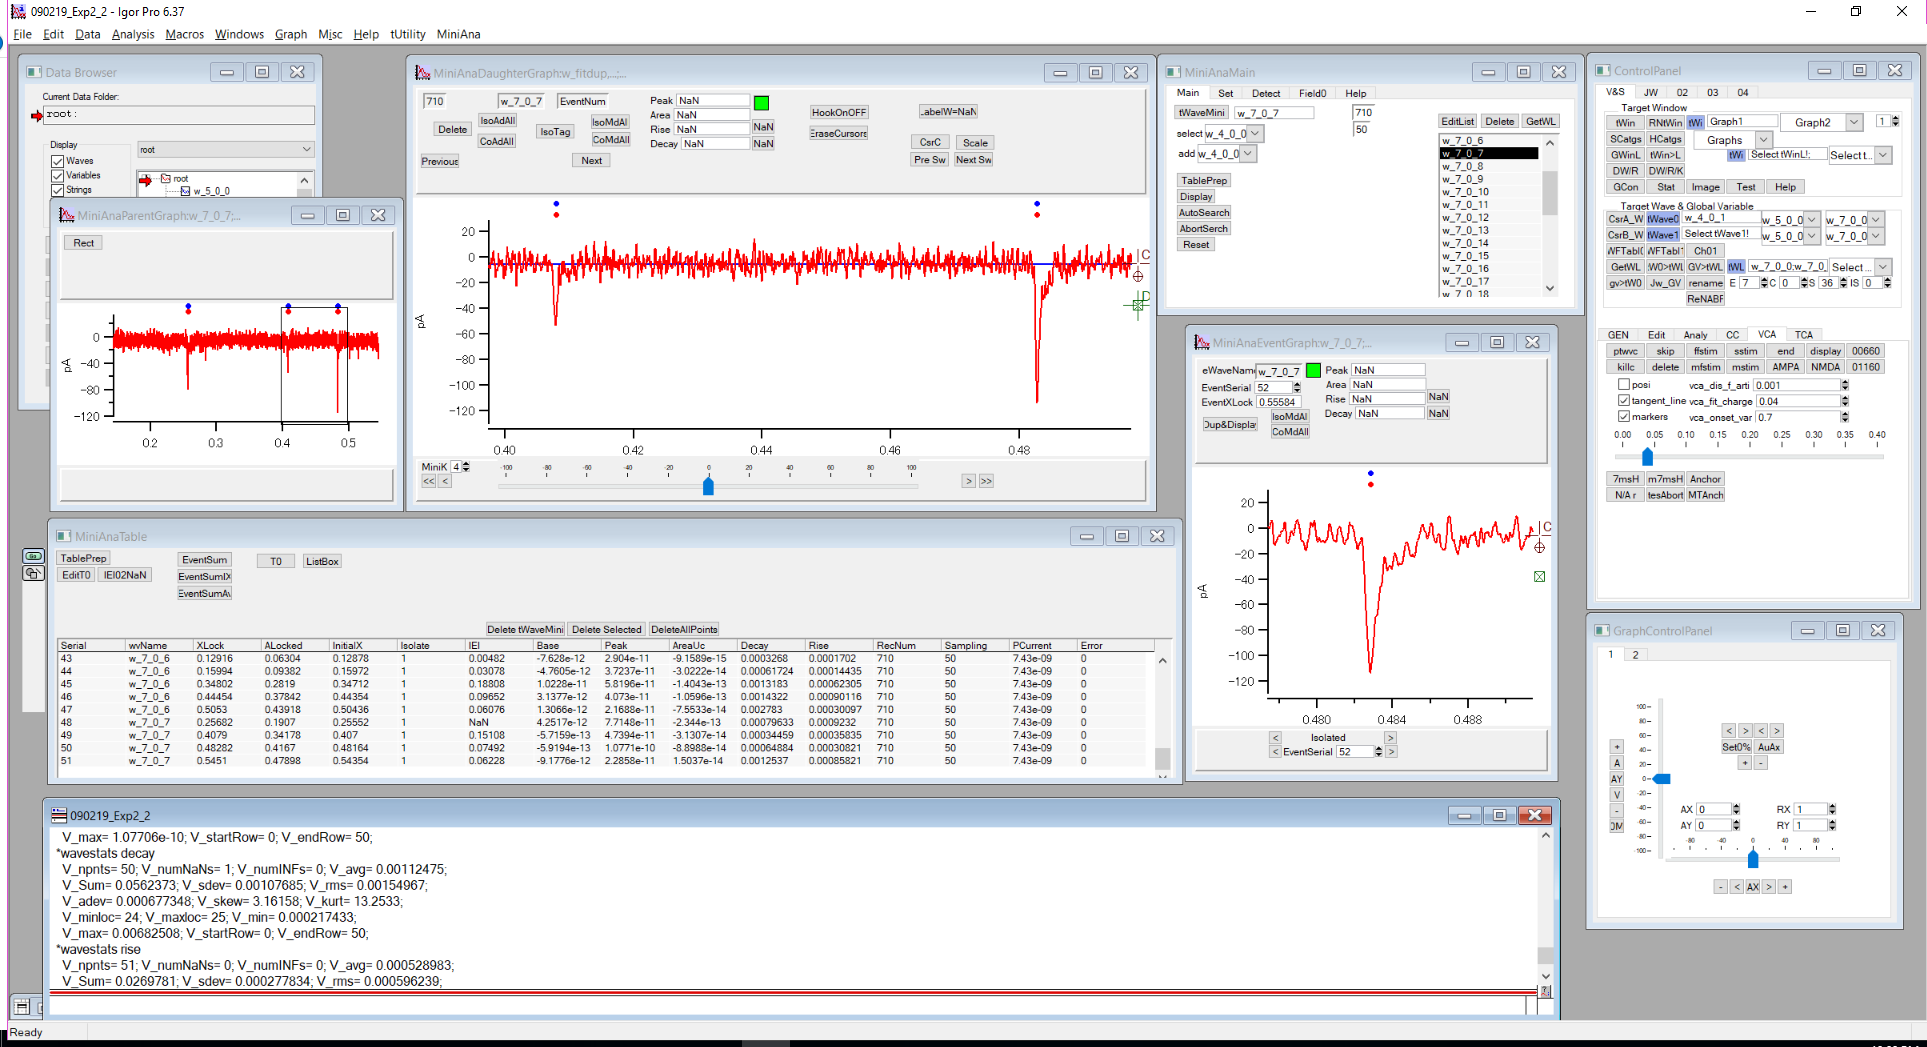 090219_Exp2_2 - Igor Pro 6.37
File Edit Data Analysis Macros Windows Graph Misc Help tUtility MiniAna
Data Browser
Current Data Folder:
root:
Display
Waves
Variables
Strings
root
root
w_5_0_0
MiniAnaParentGraph:w_7_0_7;...
Rect
pA
0
-40
-80
-120
0.2 0.3 0.4 0.5
MiniAnaDaughterGraph:w_fitdup,...;...
710 w_7_0_7 EventNum
Delete IsoAdAll IsoTag IsoMdAl
CoAdAll CoMdAll
Previous Next
Peak NaN
Area NaN
Rise NaN NaN
Decay NaN NaN
HookOnOFF LabelW=NaN
EraseCursors
CsrC Scale
Pre Sw Next Sw
pA
20
0
-20
-40
-60
-80
-100
-120
0.40 0.42 0.44 0.46 0.48
C
D
MiniK 4
<< < -100 -80 -60 -40 -20 0 20 40 60 80 100 > >>
MiniAnaMain
Main Set Detect Field0 Help
tWaveMini w_7_0_7 710
select w_4_0_0 50
add w_4_0_0
TablePrep
Display
AutoSearch
AbortSerch
Reset
EditList Delete GetWL
w_7_0_6
w_7_0_7
w_7_0_8
w_7_0_9
w_7_0_10
w_7_0_11
w_7_0_12
w_7_0_13
w_7_0_14
w_7_0_15
w_7_0_16
w_7_0_17
w_7_0_18
MiniAnaEventGraph:w_7_0_7;...
eWaveName w_7_0_7 Peak NaN
EventSerial 52 Area NaN
EventXLock 0.55584 Rise NaN NaN
Decay NaN NaN
Dup&Display IsoMdAl
CoMdAll
pA
20
0
-20
-40
-60
-80
-100
-120
0.480 0.484 0.488
C
< Isolated >
< EventSerial 52 >
ControlPanel
V&S JW 02 03 04
Target Window
tWin RNtWin tWi Graph1 Graph2 1
SCatgs HCatgs Graphs
GWinL tWin>L tWi Select tWinL!; Select t...
DW/R DW/R/K
GCon Stat Image Test Help
Target Wave & Global Variable
CsrA_W tWave0 w_4_0_1 w_5_0_0 w_7_0_0
CsrB_W tWave1 Select tWave1! w_5_0_0 w_7_0_0
WFTabl0 WFTabl1 Ch01
GetWL W0>tWL GV>tWL tWL w_7_0_0;w_7_0_ Select ...
gv>tW0 Jw_GV rename E 7 C 0 S 36 IS 0
ReNABF
GEN Edit Analy CC VCA TCA
ptwvc skip ffstim sstim end display 00660
killc delete mfstim mstim AMPA NMDA 01160
posi vca_dis_f_arti 0.001
tangent_line vca_fit_charge 0.04
markers vca_onset_var 0.7
0.00 0.05 0.10 0.15 0.20 0.25 0.30 0.35 0.40
7msH m7msH Anchor
N/A r tesAbort MTAnch
MiniAnaTable
TablePrep EventSum T0 ListBox
EditT0 IEI02NaN EventSumIX
EventSumAv
Delete tWaveMini Delete Selected DeleteAllPoints
Serial wvName XLock ALocked InitialX Isolate IEI Base Peak AreaUc Decay Rise RecNum Sampling PCurrent Error
43 w_7_0_6 0.12916 0.06304 0.12878 1 0.00482 -7.628e-12 2.904e-11 -9.1589e-15 0.0003268 0.0001702 710 50 7.43e-09 0
44 w_7_0_6 0.15994 0.09382 0.15972 1 0.03078 -4.7605e-12 3.7237e-11 -3.0222e-14 0.00061724 0.00014435 710 50 7.43e-09 0
45 w_7_0_6 0.34802 0.2819 0.34712 1 0.18808 1.0228e-11 5.8196e-11 -1.4043e-13 0.0013183 0.00062305 710 50 7.43e-09 0
46 w_7_0_6 0.44454 0.37842 0.44354 1 0.09652 3.1377e-12 4.073e-11 -1.0596e-13 0.0014322 0.00090116 710 50 7.43e-09 0
47 w_7_0_6 0.5053 0.43918 0.50436 1 0.06076 1.3066e-12 2.1688e-11 -7.5533e-14 0.002783 0.00030097 710 50 7.43e-09 0
48 w_7_0_7 0.25682 0.1907 0.25552 1 NaN 4.2517e-12 7.7148e-11 -2.344e-13 0.00079633 0.0009232 710 50 7.43e-09 0
49 w_7_0_7 0.4079 0.34178 0.407 1 0.15108 -5.7159e-13 4.7394e-11 -3.1307e-14 0.00034459 0.00035835 710 50 7.43e-09 0
50 w_7_0_7 0.48282 0.4167 0.48164 1 0.07492 -5.9194e-13 1.0771e-10 -8.8988e-14 0.00064884 0.00030821 710 50 7.43e-09 0
51 w_7_0_7 0.5451 0.47898 0.54354 1 0.06228 -9.1776e-12 2.2858e-11 1.5037e-14 0.0012537 0.00085821 710 50 7.43e-09 0
GraphControlPanel
1 2
100
80
60
40
20
0
-20
-40
-60
-80
-100
+
A
AY
V
-
DM
< > < >
Set0% AuAx
+ -
AX 0 RX 1
AY 0 RY 1
-80 -40 0 40 80
- < AX > +
090219_Exp2_2
V_max= 1.07706e-10; V_startRow= 0; V_endRow= 50;
*wavestats decay
V_npnts= 50; V_numNaNs= 1; V_numINFs= 0; V_avg= 0.00112475;
V_Sum= 0.0562373; V_sdev= 0.00107685; V_rms= 0.00154967;
V_adev= 0.000677348; V_skew= 3.16158; V_kurt= 13.2533;
V_minloc= 24; V_maxloc= 25; V_min= 0.000217433;
V_max= 0.00682508; V_startRow= 0; V_endRow= 50;
*wavestats rise
V_npnts= 51; V_numNaNs= 0; V_numINFs= 0; V_avg= 0.000528983;
V_Sum= 0.0269781; V_sdev= 0.000277834; V_rms= 0.000596239;
Ready